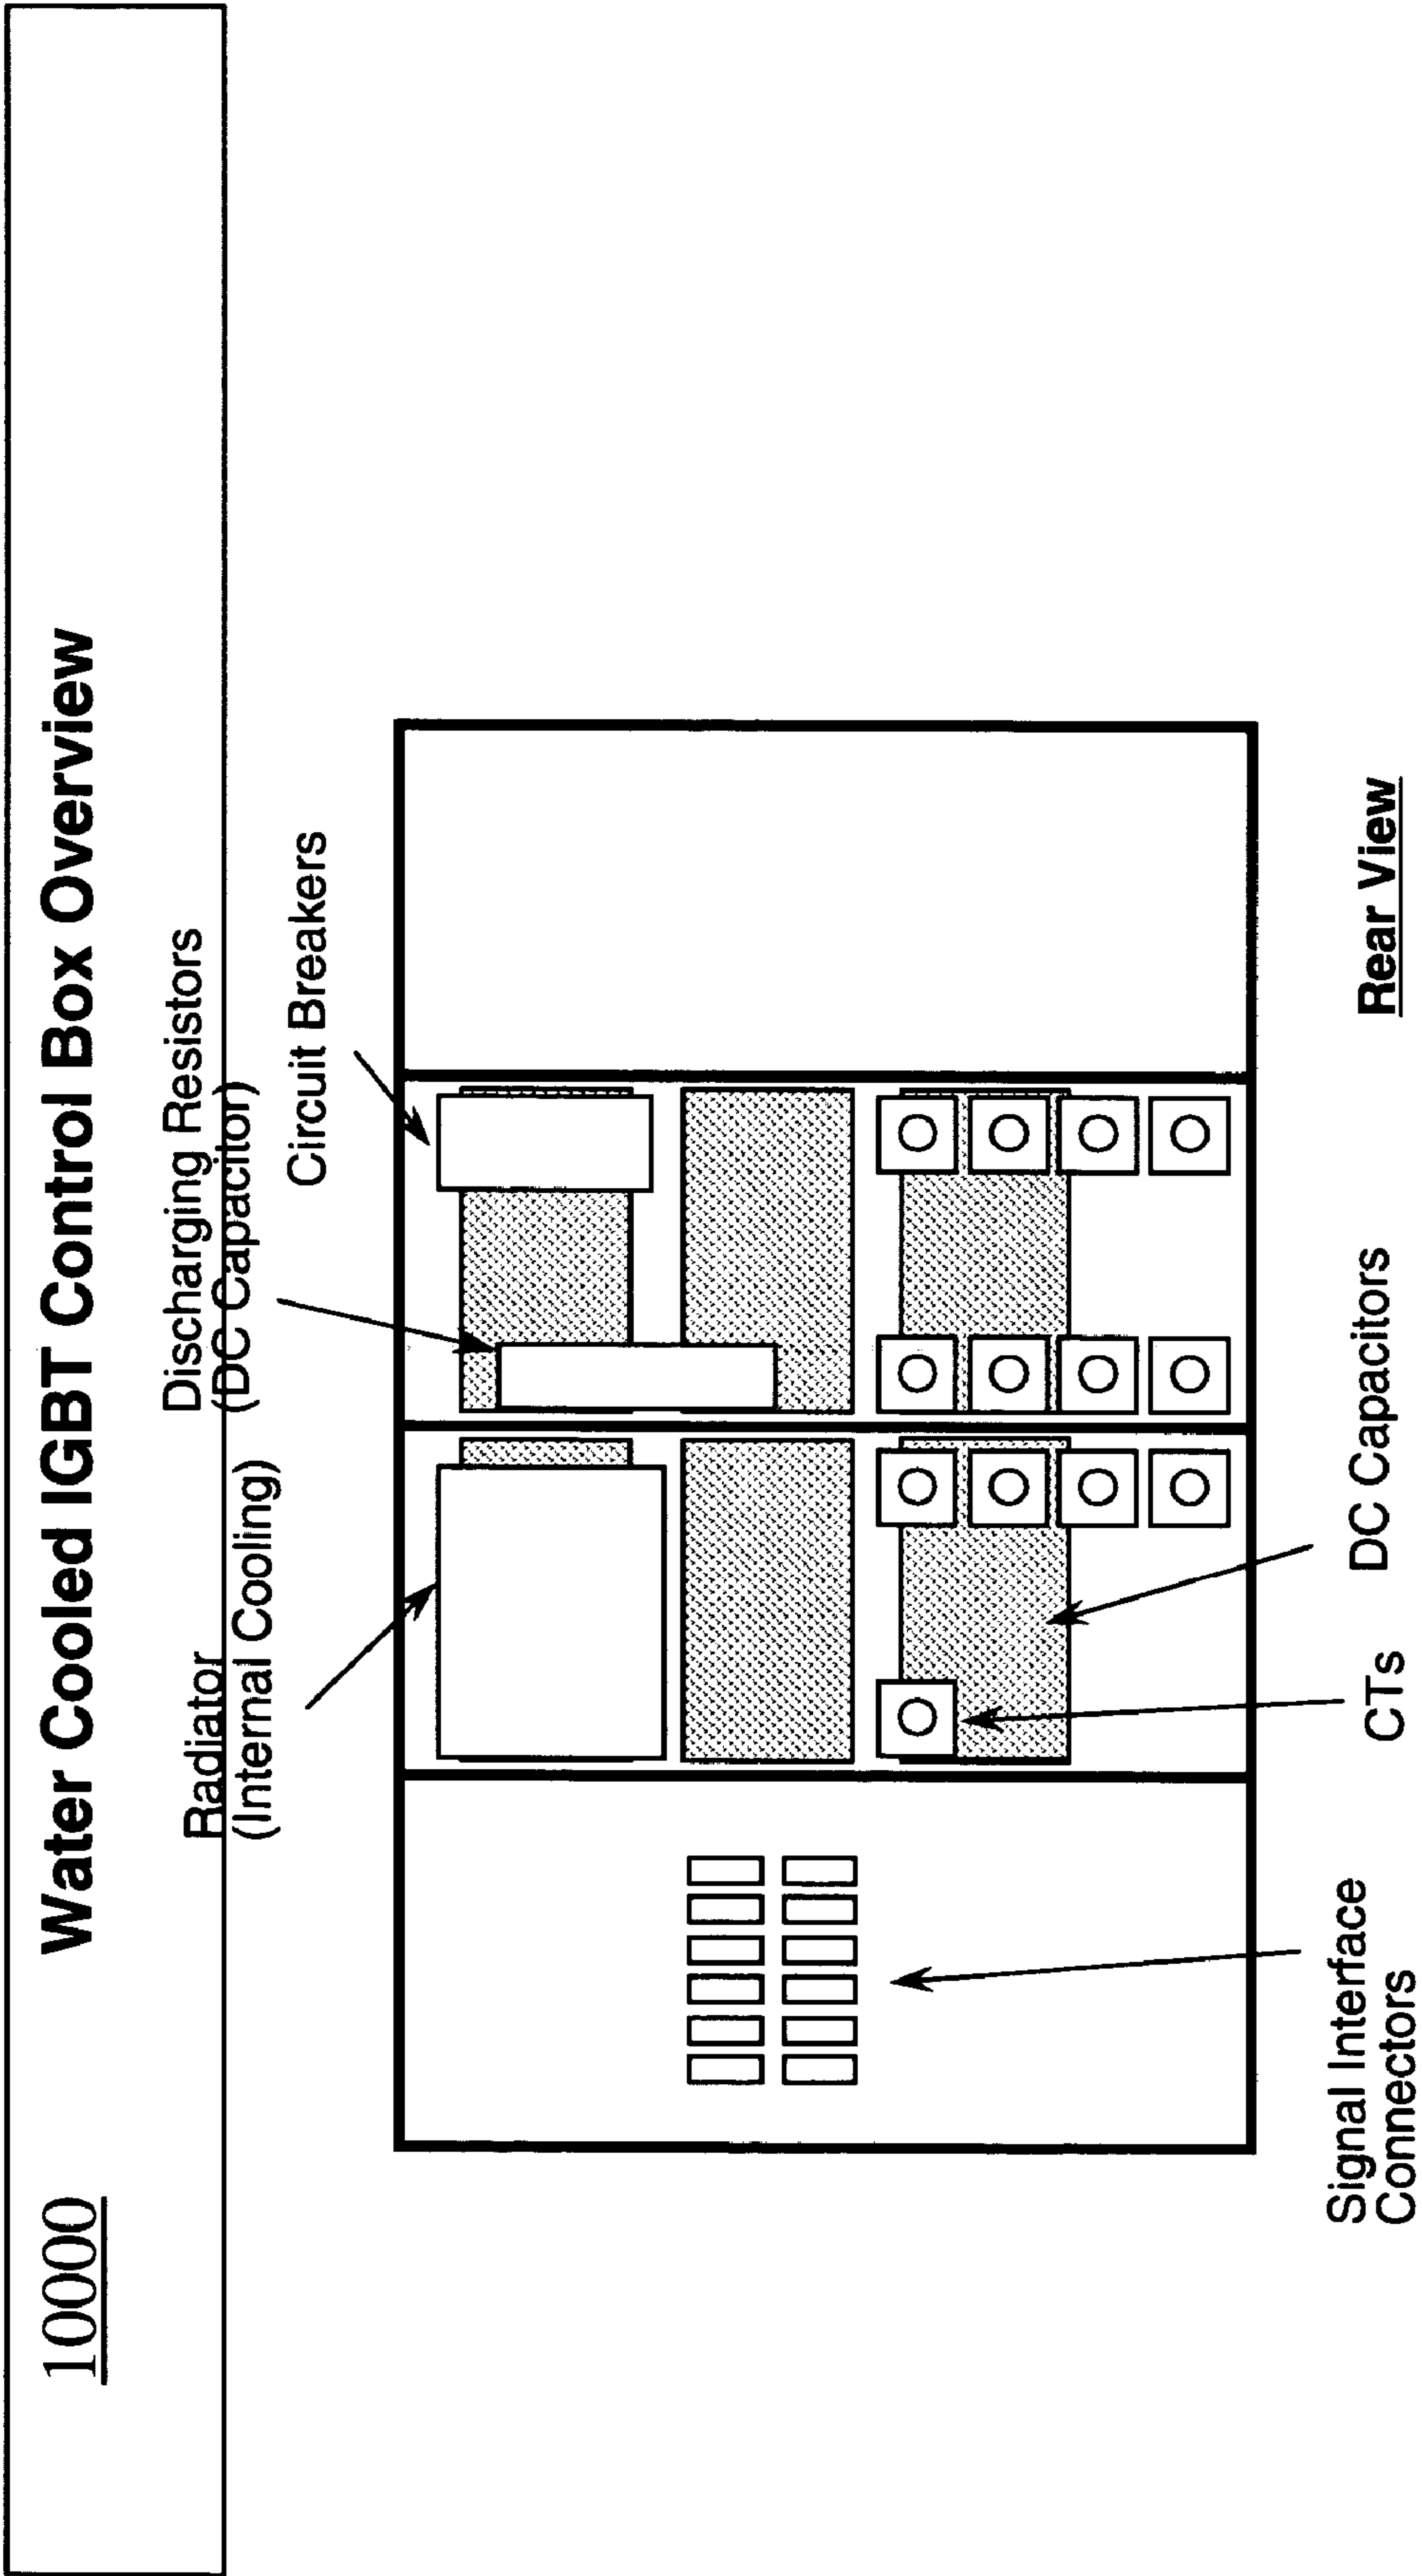 10000
Water Cooled IGBT Control Box Overview
Radiator
(Internal Cooling)
Discharging Resistors
(DC Capacitor)
Circuit Breakers
Signal Interface
Connectors
CTs
DC Capacitors
Rear View